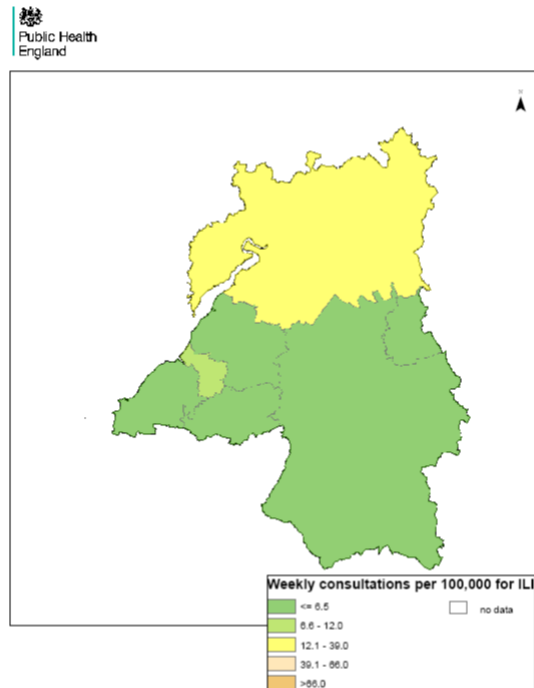 Public Health
England
N
Weekly consultations per 100,000 for ILI
<= 6.5
no data
6.6 - 12.0
12.1 - 39.0
39.1 - 66.0
>66.0